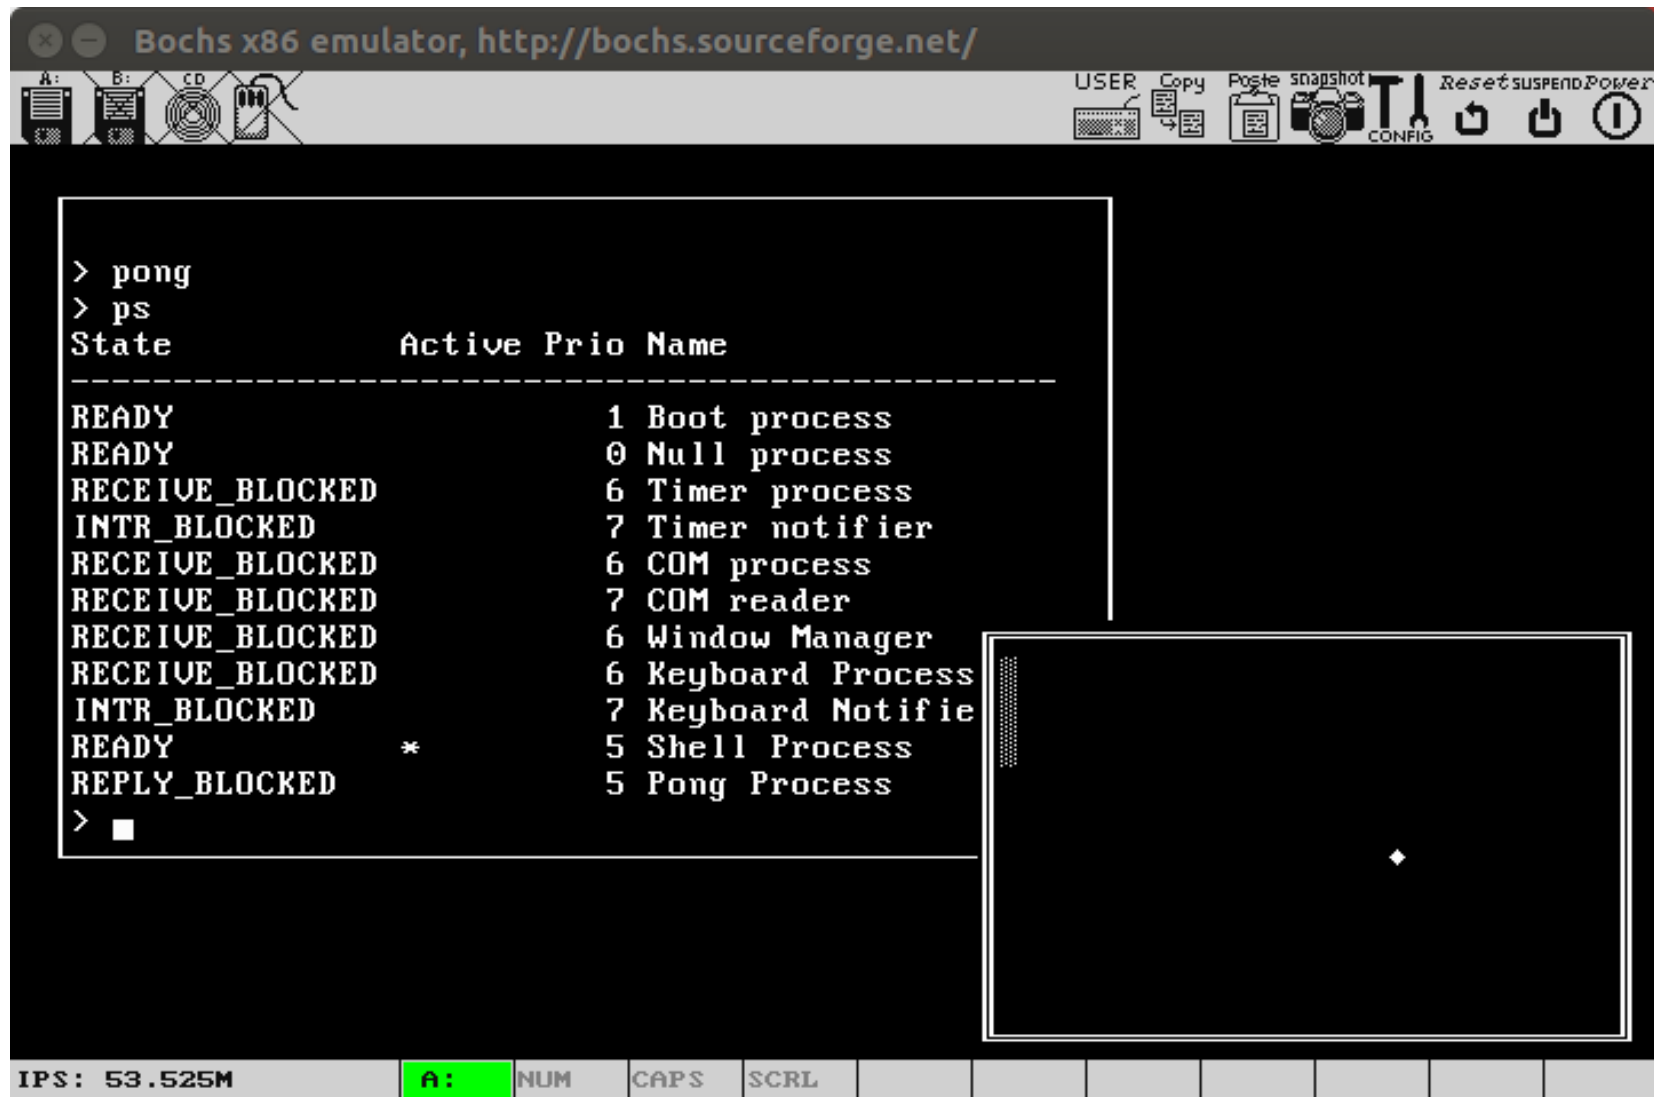 Bochs x86 emulator, http://bochs.sourceforge.net/
A: B: CD USER Copy Paste snapshot CONFIG Reset SUSPEND Power
> pong
> ps
State Active Prio Name
------------------------------------------------
READY 1 Boot process
READY 0 Null process
RECEIVE_BLOCKED 6 Timer process
INTR_BLOCKED 7 Timer notifier
RECEIVE_BLOCKED 6 COM process
RECEIVE_BLOCKED 7 COM reader
RECEIVE_BLOCKED 6 Window Manager
RECEIVE_BLOCKED 6 Keyboard Process
INTR_BLOCKED 7 Keyboard Notifie
READY * 5 Shell Process
REPLY_BLOCKED 5 Pong Process
>
IPS: 53.525M A: NUM CAPS SCRL